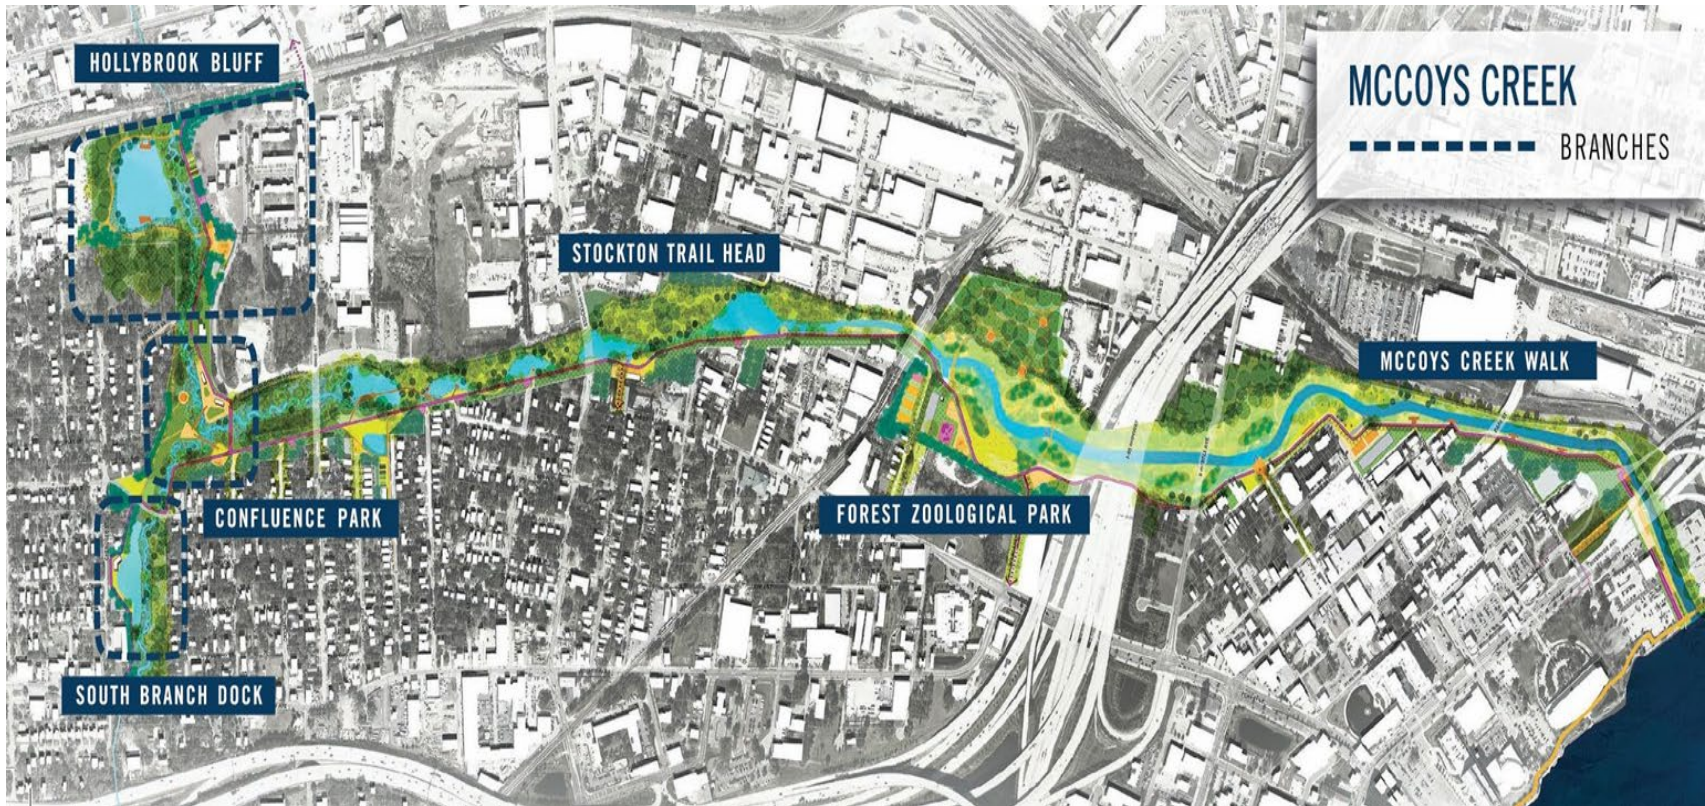 HOLLYBROOK BLUFF
MCCOYS CREEK
BRANCHES
STOCKTON TRAIL HEAD
MCCOYS CREEK WALK
CONFLUENCE PARK
FOREST ZOOLOGICAL PARK
SOUTH BRANCH DOCK